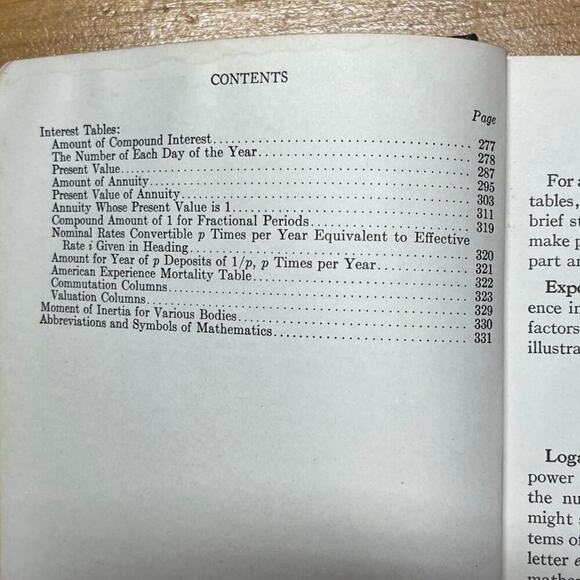 CONTENTS
Page
Interest Tables:
Amount of Compound Interest........ 277
The Number of Each Day of the Year........ 278
Present Value........ 287
Amount of Annuity........ 295
Present Value of Annuity........ 303
Annuity Whose Present Value is 1........ 311
Compound Amount of 1 for Fractional Periods........ 319
Nominal Rates Convertible p Times per Year Equivalent to Effective
Rate i Given in Heading........ 320
Amount for Year of p Deposits of 1/p, p Times per Year........ 321
American Experience Mortality Table........ 322
Commutation Columns........ 323
Valuation Columns........ 329
Moment of Inertia for Various Bodies........ 330
Abbreviations and Symbols of Mathematics........ 331
For a
tables,
brief st
make p
part an
Expo
ence in
factors
illustra
Loga
power
the nu
might a
tems of
letter e